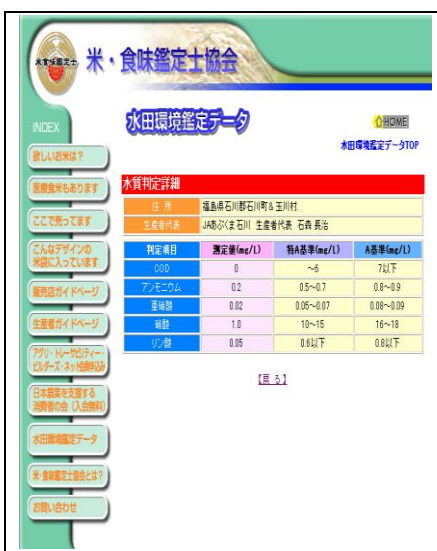 米食味鑑定士
米・食味鑑定士協会
INDEX
水田環境鑑定データ
HOME
水田環境鑑定データTOP
欲しいお米は?
医療食米もあります
ここで売ってます
こんなデザインの
米袋に入っています
販売店ガイドページ
生産者ガイドページ
アグリ・トレーサビリティー・
ビルダーズ・ネット会費申込み
日本農業を支援する
消費者の会(入会無料)
水田環境鑑定データ
米・食味鑑定士協会とは?
お問い合わせ
水質判定詳細
住 所 福島県石川郡石川町&玉川村
生産者代表 JAあぶくま石川 生産者代表 石森 長治
判定項目 測定値(mg/L) 特A基準(mg/L) A基準(mg/L)
COD 0 ~6 7以下
アンモニウム 0.2 0.5~0.7 0.8~0.9
亜硝酸 0.02 0.05~0.07 0.08~0.09
硝酸 1.0 10~15 16~18
リン酸 0.05 0.6以下 0.8以下
【戻る】